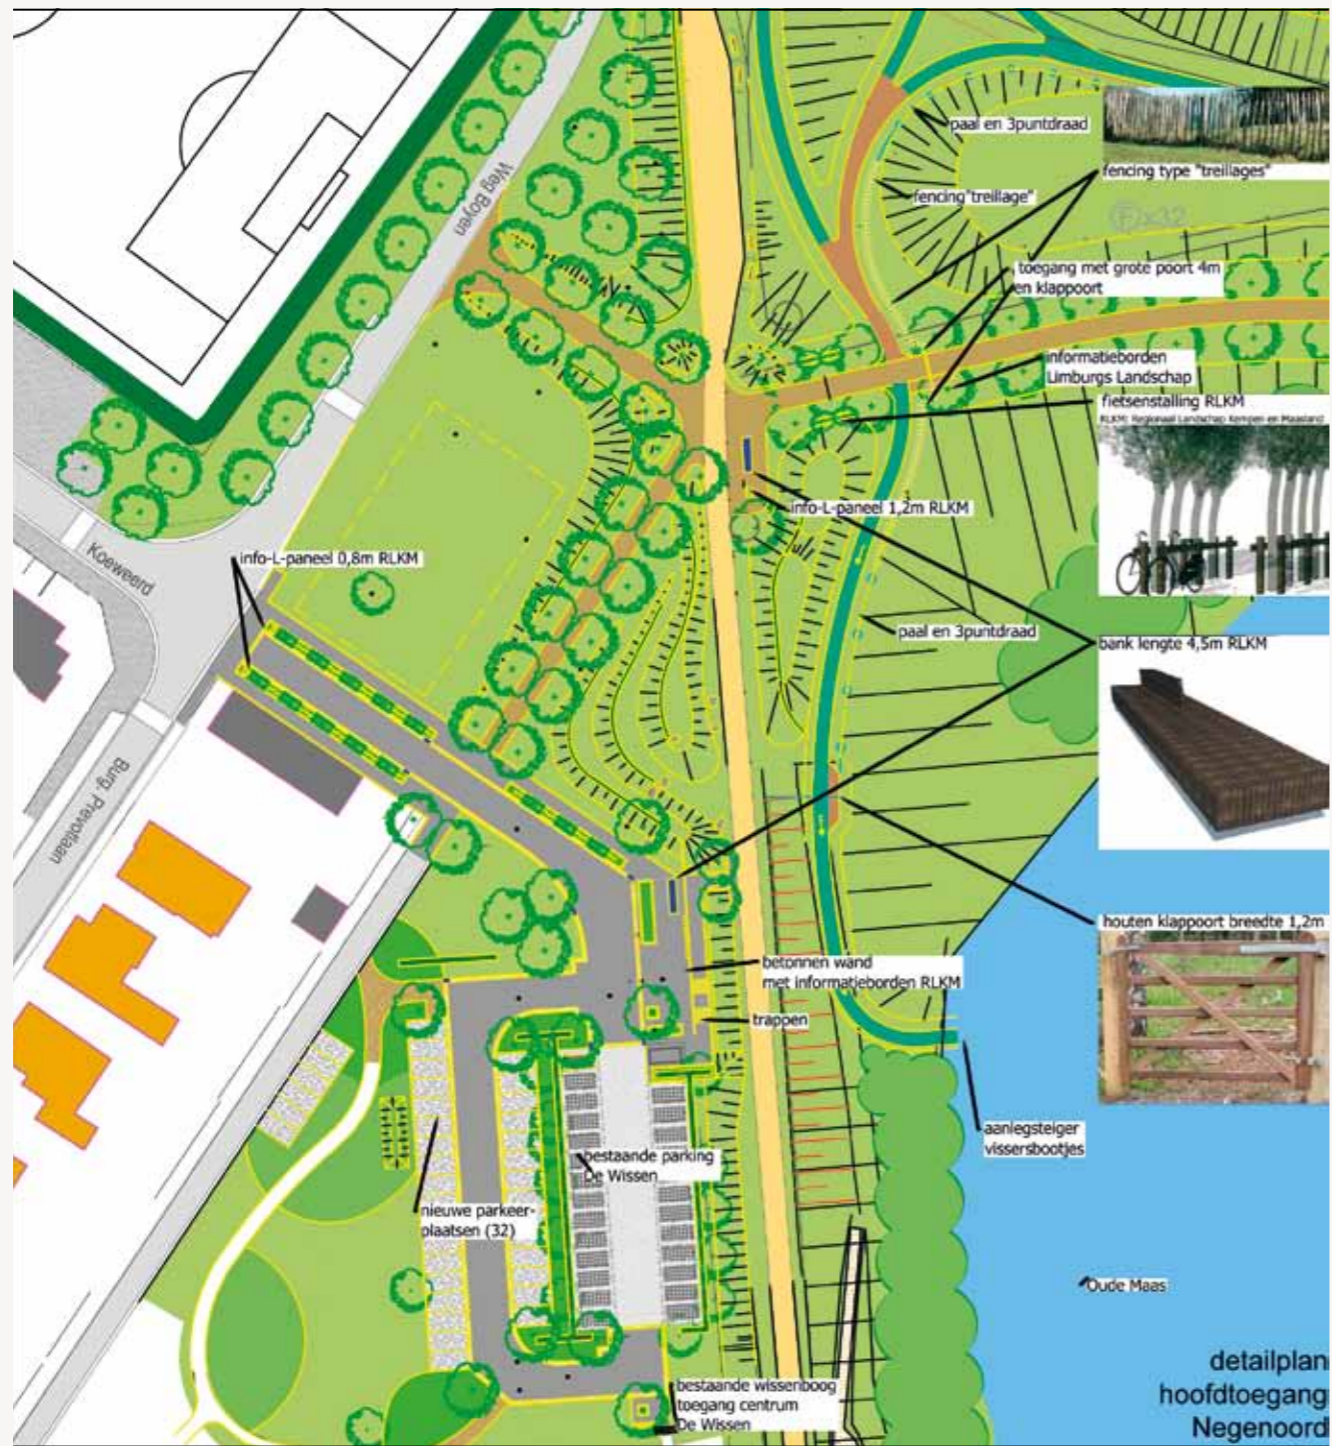 Weg Boyen
paal en 3puntdraad
fencing type "treillages"
fencing "treillage"
toegang met grote poort 4m
en klappoort
informatieborden
Limburgs Landschap
fietsenstalling RLKM
RLKM: Regionaal Landschap Kempen en Maasland
info-L-paneel 1,2m RLKM
Koeweerd
info-L-paneel 0,8m RLKM
paal en 3puntdraad
bank lengte 4,5m RLKM
Burg. Prevotlaan
houten klappoort breedte 1,2m
betonnen wand
met informatieborden RLKM
trappen
aanlegsteiger
vissersbootjes
bestaande parking
De Wissen
nieuwe parkeer-
plaatsen (32)
Oude Maas
bestaande wissenboog
toegang centrum
De Wissen
detailplan
hoofdtoegang
Negenoord